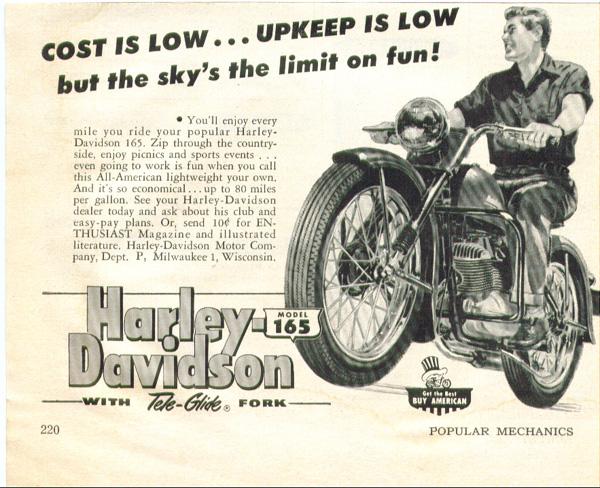 COST IS LOW... UPKEEP IS LOW
but the sky's the limit on fun!
• You'll enjoy every
mile you ride your popular Harley-
Davidson 165. Zip through the country-
side, enjoy picnics and sports events . . .
even going to work is fun when you call
this All-American lightweight your own.
And it's so economical . . . up to 80 miles
per gallon. See your Harley-Davidson
dealer today and ask about his club and
easy-pay plans. Or, send 10¢ for EN-
THUSIAST Magazine and illustrated
literature. Harley-Davidson Motor Com-
pany, Dept. P, Milwaukee 1, Wisconsin.
Harley-
Davidson
MODEL
165
WITH Tele-Glide® FORK
Get the Best
BUY AMERICAN
220
POPULAR MECHANICS